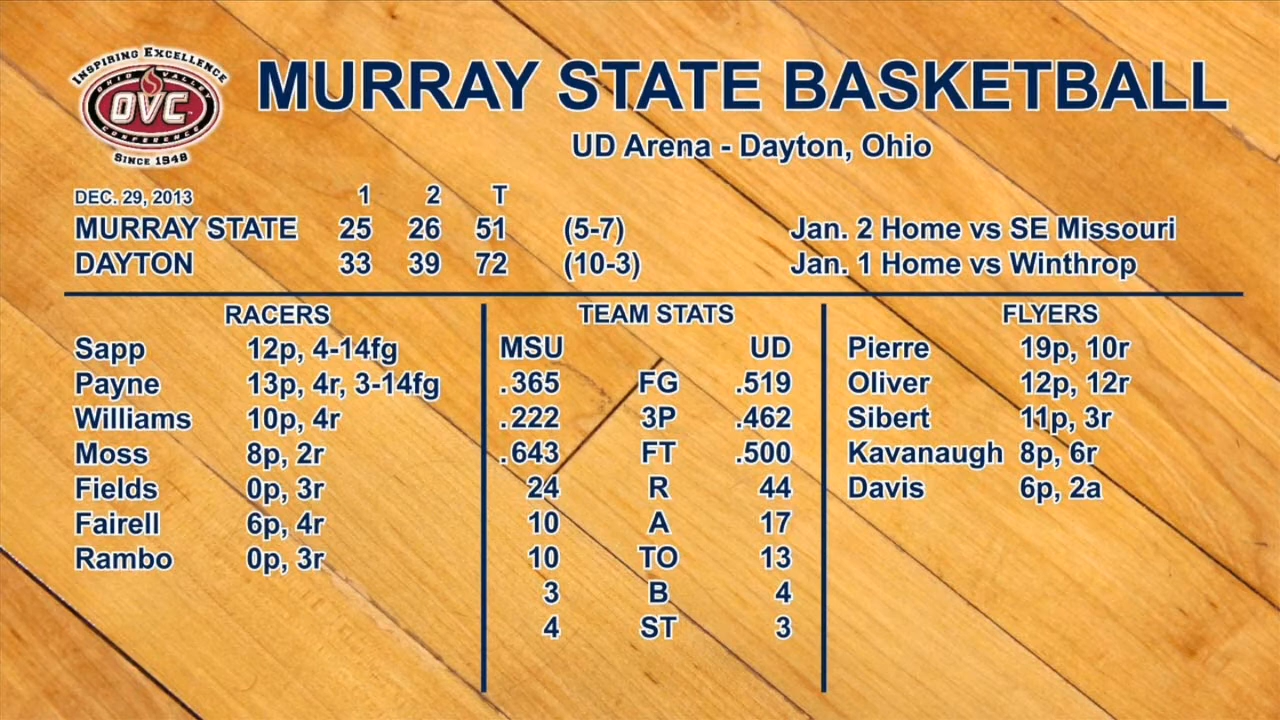 INSPIRING EXCELLENCE
OHIO VALLEY
OVC
CONFERENCE
SINCE 1948
MURRAY STATE BASKETBALL
UD Arena - Dayton, Ohio
DEC. 29, 2013 1 2 T
MURRAY STATE 25 26 51 (5-7) Jan. 2 Home vs SE Missouri
DAYTON 33 39 72 (10-3) Jan. 1 Home vs Winthrop
RACERS
Sapp 12p, 4-14fg
Payne 13p, 4r, 3-14fg
Williams 10p, 4r
Moss 8p, 2r
Fields 0p, 3r
Fairell 6p, 4r
Rambo 0p, 3r
TEAM STATS
MSU UD
.365 FG .519
.222 3P .462
.643 FT .500
24 R 44
10 A 17
10 TO 13
3 B 4
4 ST 3
FLYERS
Pierre 19p, 10r
Oliver 12p, 12r
Sibert 11p, 3r
Kavanaugh 8p, 6r
Davis 6p, 2a